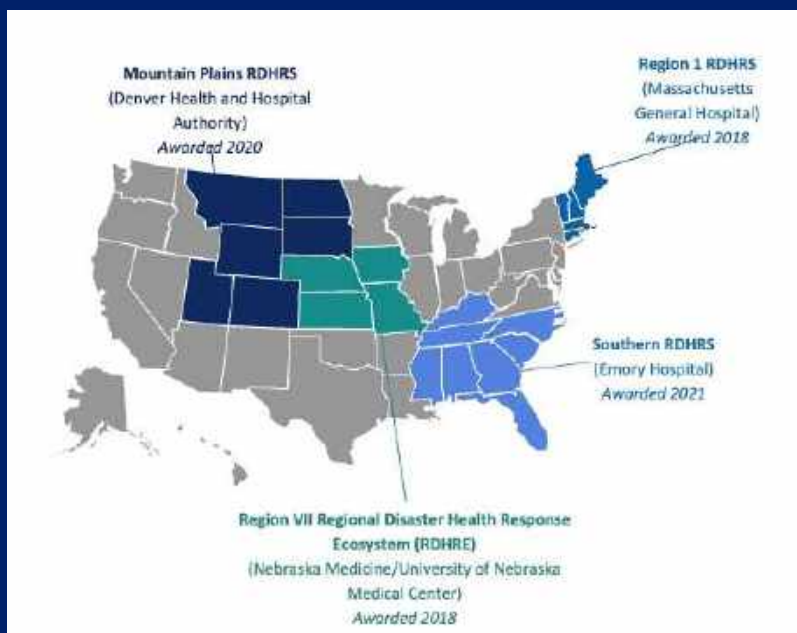 Mountain Plains RDHRS
(Denver Health and Hospital
Authority)
Awarded 2020
Region 1 RDHRS
(Massachusetts
General Hospital)
Awarded 2018
Southern RDHRS
(Emory Hospital)
Awarded 2021
Region VII Regional Disaster Health Response
Ecosystem (RDHRE)
(Nebraska Medicine/University of Nebraska
Medical Center)
Awarded 2018